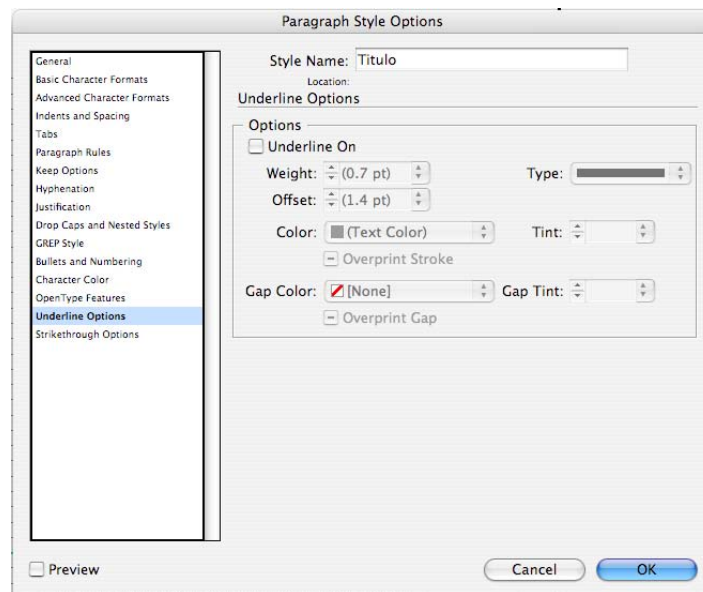 Paragraph Style Options
General
Basic Character Formats
Advanced Character Formats
Indents and Spacing
Tabs
Paragraph Rules
Keep Options
Hyphenation
Justification
Drop Caps and Nested Styles
GREP Style
Bullets and Numbering
Character Color
OpenType Features
Underline Options
Strikethrough Options
Style Name: Titulo
Location:
Underline Options
Options
Underline On
Weight: (0.7 pt) Type:
Offset: (1.4 pt)
Color: (Text Color) Tint:
Overprint Stroke
Gap Color: [None] Gap Tint:
Overprint Gap
Preview Cancel OK